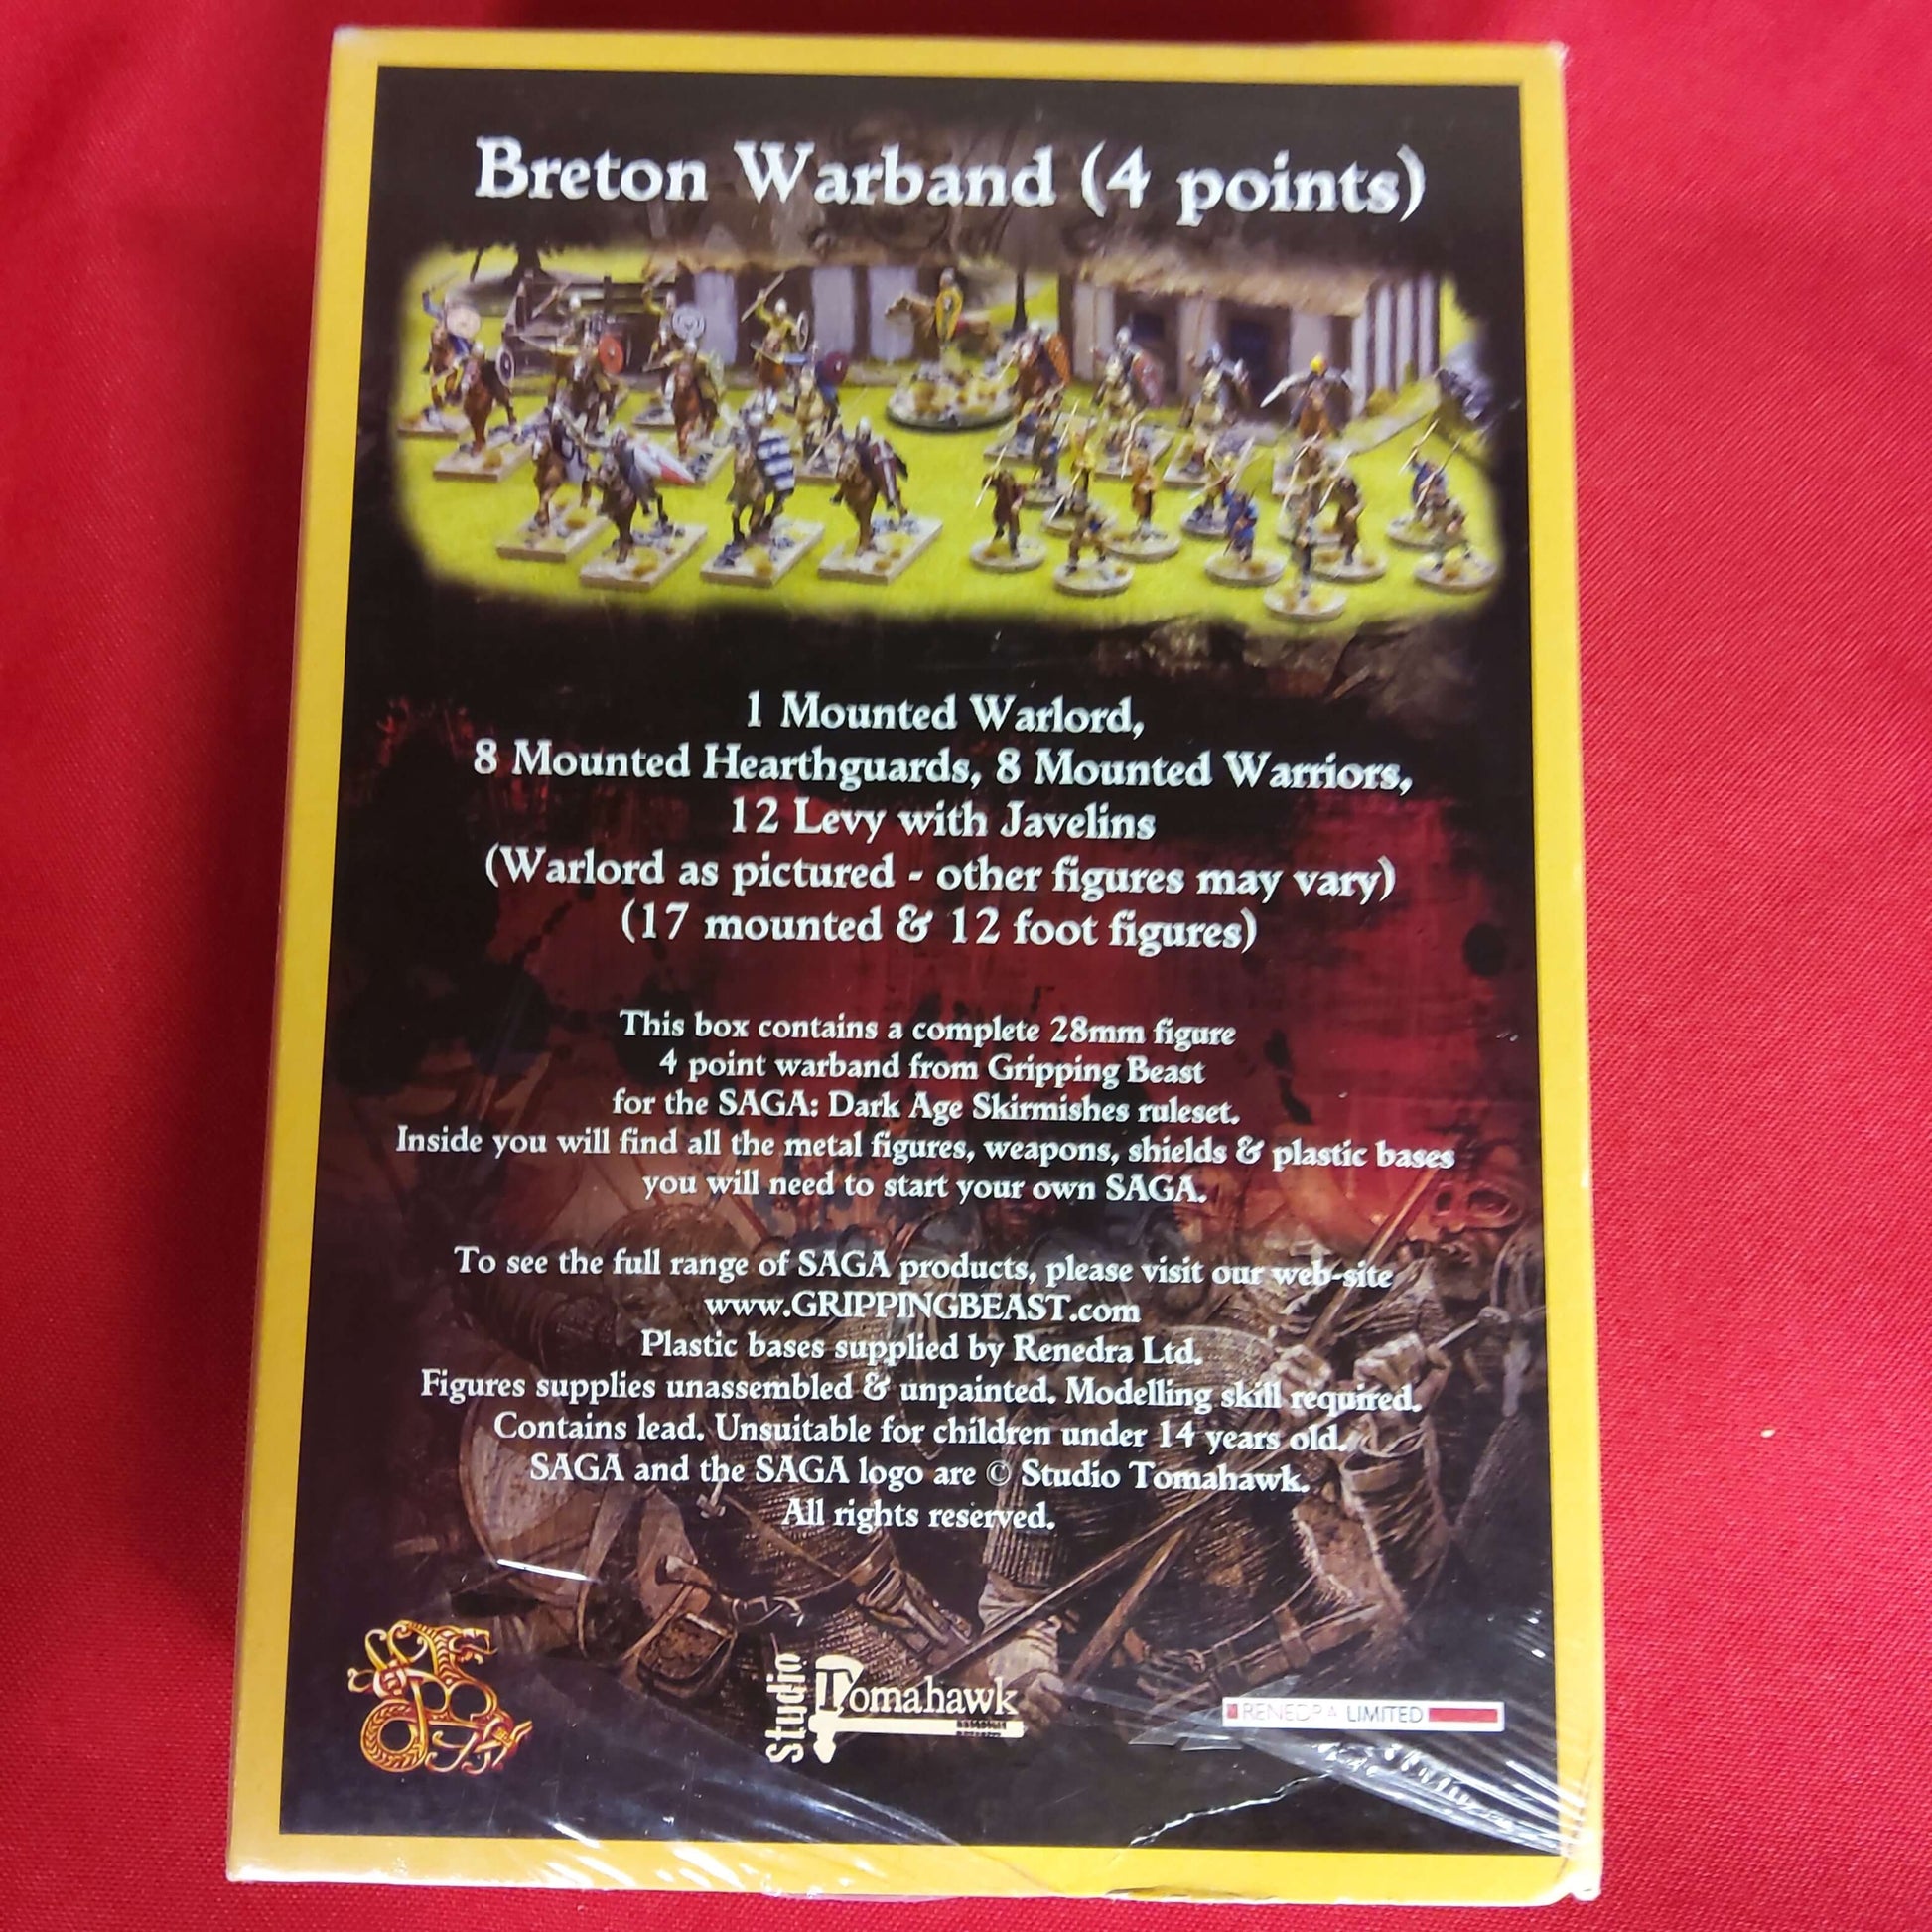 Breton Warband (4 points)
1 Mounted Warlord,
8 Mounted Hearthguards, 8 Mounted Warriors,
12 Levy with Javelins
(Warlord as pictured - other figures may vary)
(17 mounted & 12 foot figures)
This box contains a complete 28mm figure
4 point warband from Gripping Beast
for the SAGA: Dark Age Skirmishes ruleset.
Inside you will find all the metal figures, weapons, shields & plastic bases
you will need to start your own SAGA.
To see the full range of SAGA products, please visit our web-site
www.GRIPPINGBEAST.com
Plastic bases supplied by Renedra Ltd.
Figures supplies unassembled & unpainted. Modelling skill required.
Contains lead. Unsuitable for children under 14 years old.
SAGA and the SAGA logo are © Studio Tomahawk.
All rights reserved.
Studio Tomahawk
RENEDRA LIMITED